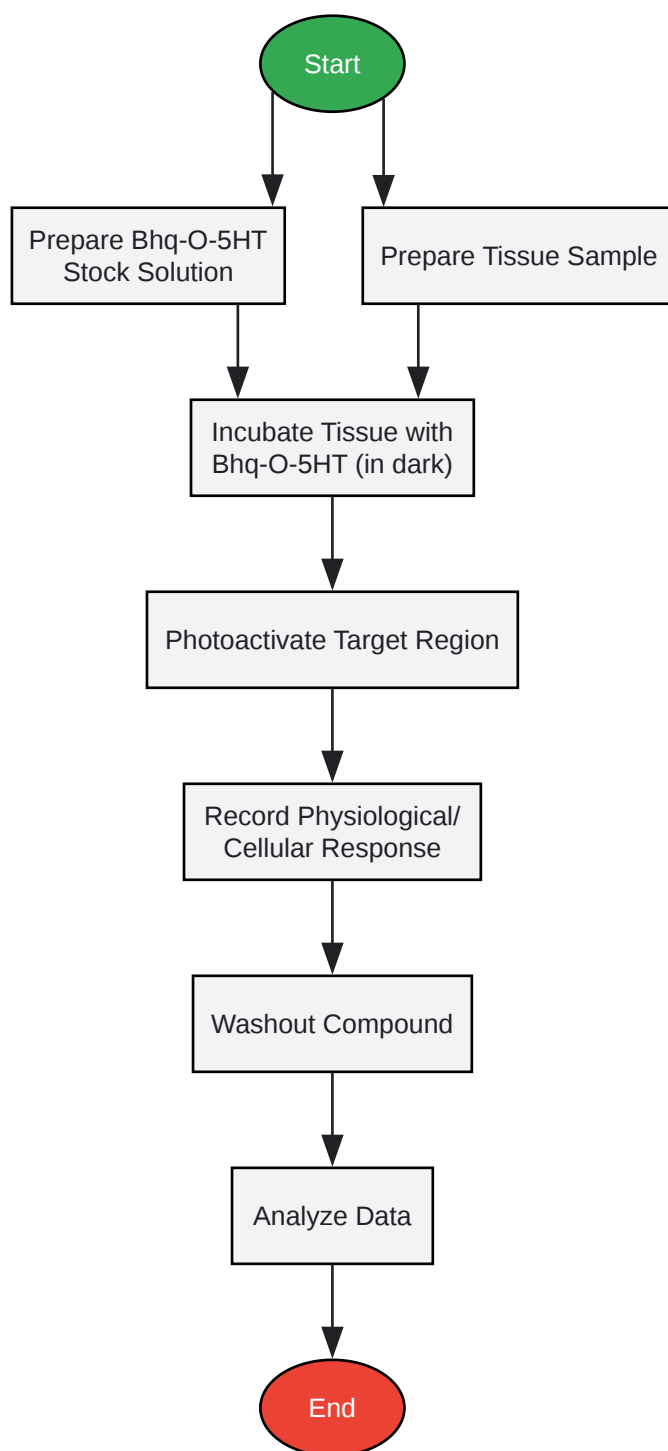 Start
Prepare Bhq-O-5HT
Stock Solution
Prepare Tissue Sample
Incubate Tissue with
Bhq-O-5HT (in dark)
Photoactivate Target Region
Record Physiological/
Cellular Response
Washout Compound
Analyze Data
End